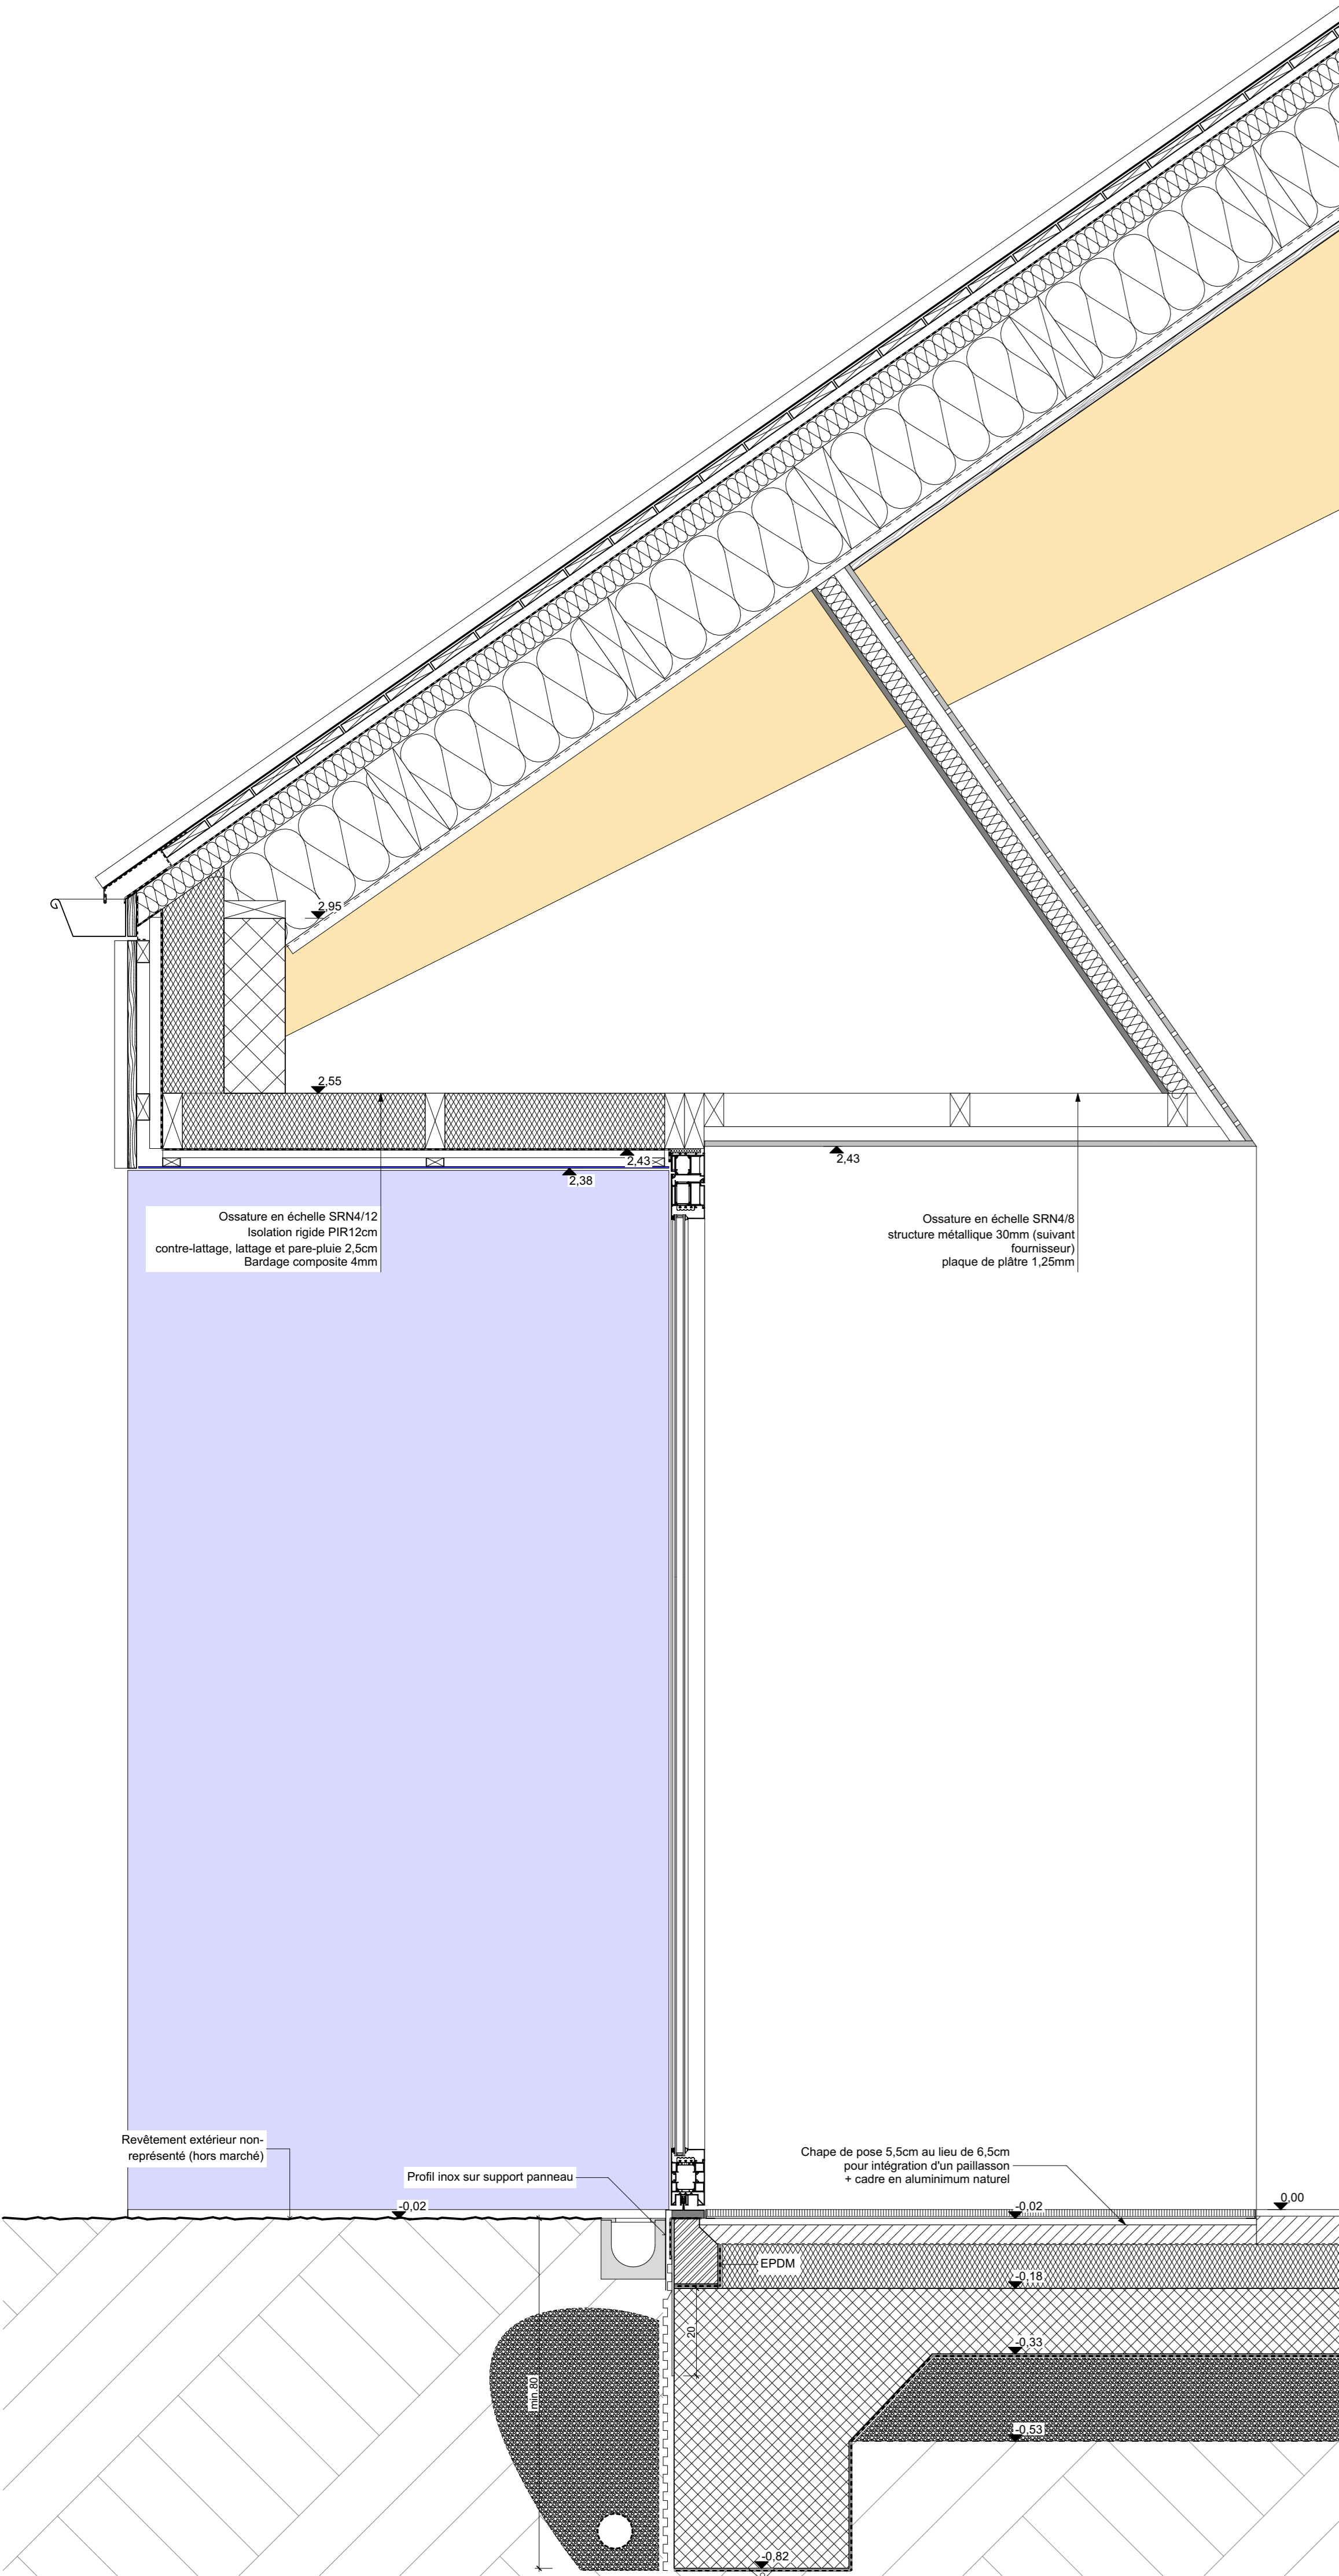 2,95
2,55
2,43
2,43
2,38
Ossature en échelle SRN4/12
Isolation rigide PIR12cm
contre-lattage, lattage et pare-pluie 2,5cm
Bardage composite 4mm
Ossature en échelle SRN4/8
structure métallique 30mm (suivant
fournisseur)
plaque de plâtre 1,25mm
Revêtement extérieur non-
représenté (hors marché)
Profil inox sur support panneau
Chape de pose 5,5cm au lieu de 6,5cm
pour intégration d'un paillasson
+ cadre en aluminimum naturel
-0,02
-0,02
0,00
EPDM
-0,18
20
-0,33
min.80
-0,53
-0,82